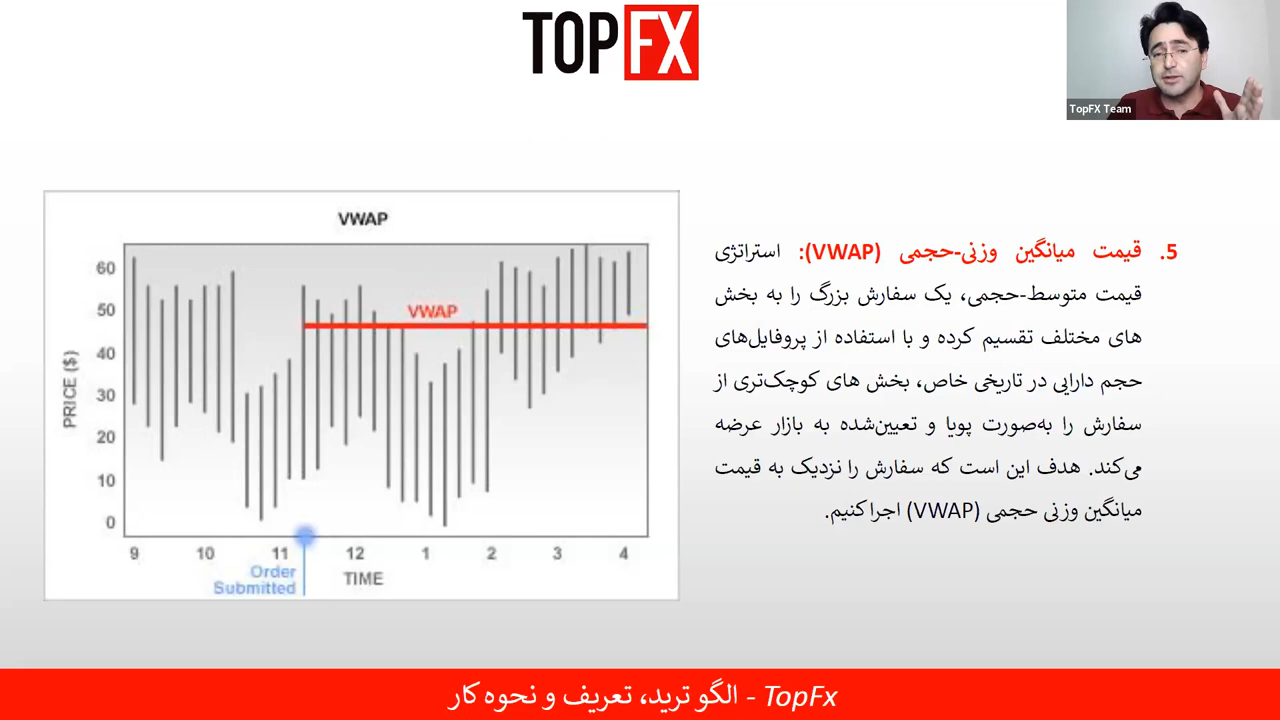 TOPFX
TopFX Team
5. قیمت میانگین وزنی-حجمی (VWAP): استراتژی
قیمت متوسط-حجمی، یک سفارش بزرگ را به بخش
های مختلف تقسیم کرده و با استفاده از پروفایل‌های
حجم دارایی در تاریخی خاص، بخش های کوچک‌تری از
سفارش را به‌صورت پویا و تعیین‌شده به بازار عرضه
می‌کند. هدف این است که سفارش را نزدیک به قیمت
میانگین وزنی حجمی (VWAP) اجرا کنیم.
VWAP
VWAP
PRICE ($)
60
50
40
30
20
10
0
9 10 11 12 1 2 3 4
Order
Submitted
TIME
TopFx - الگو ترید، تعریف و نحوه کار